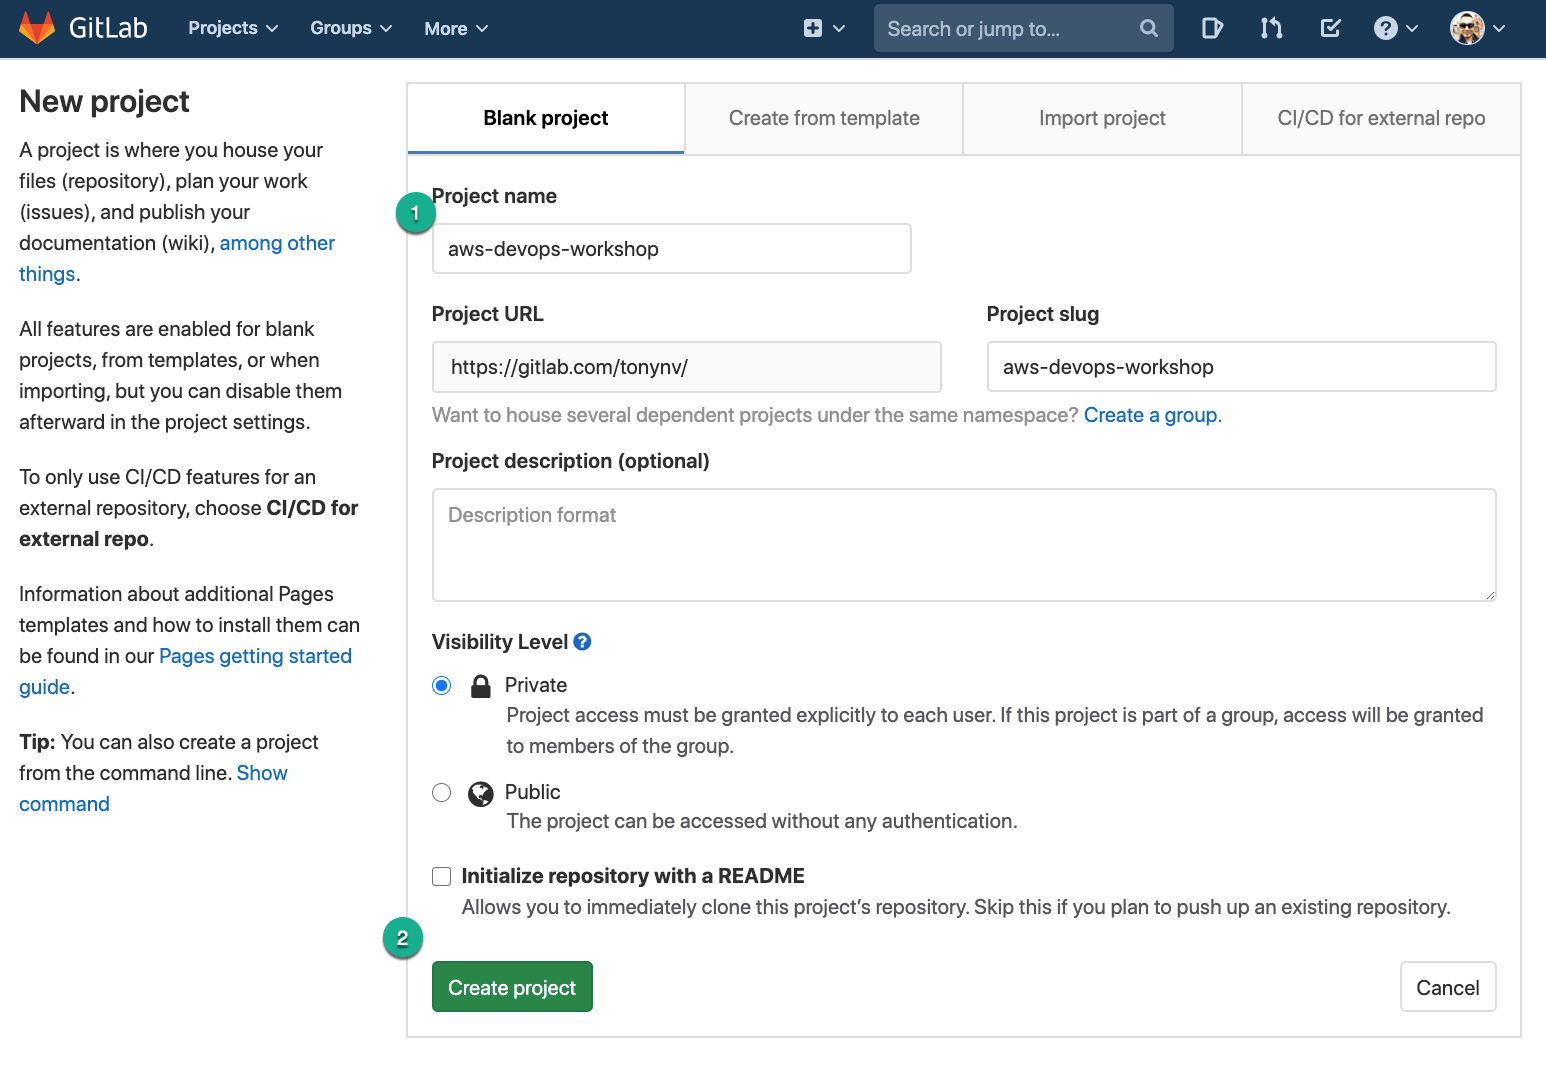 GitLab Projects Groups More Search or jump to... ?
New project
A project is where you house your
files (repository), plan your work
(issues), and publish your
documentation (wiki), among other
things.
All features are enabled for blank
projects, from templates, or when
importing, but you can disable them
afterward in the project settings.
To only use CI/CD features for an
external repository, choose CI/CD for
external repo.
Information about additional Pages
templates and how to install them can
be found in our Pages getting started
guide.
Tip: You can also create a project
from the command line. Show
command
Blank project Create from template Import project CI/CD for external repo
1
Project name
aws-devops-workshop
Project URL Project slug
https://gitlab.com/tonynv/ aws-devops-workshop
Want to house several dependent projects under the same namespace? Create a group.
Project description (optional)
Description format
Visibility Level ?
Private
Project access must be granted explicitly to each user. If this project is part of a group, access will be granted
to members of the group.
Public
The project can be accessed without any authentication.
Initialize repository with a README
Allows you to immediately clone this project's repository. Skip this if you plan to push up an existing repository.
2
Create project Cancel